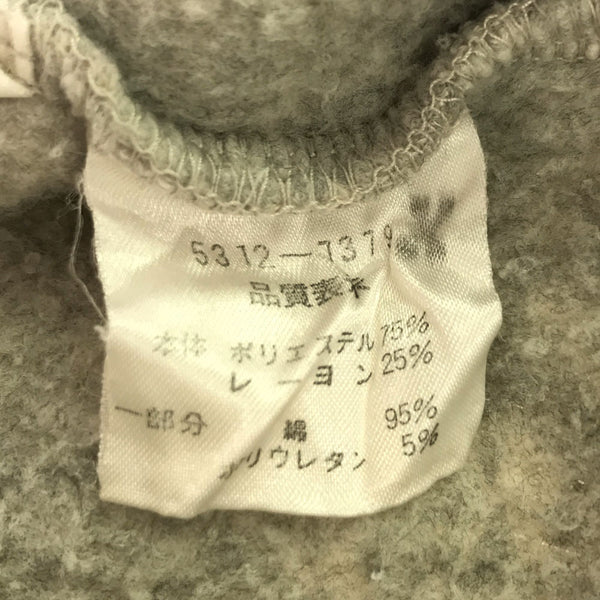 5312-7379
品質表示
本体 ポリエステル 75%
レーヨン 25%
一部分 綿 95%
ポリウレタン 5%